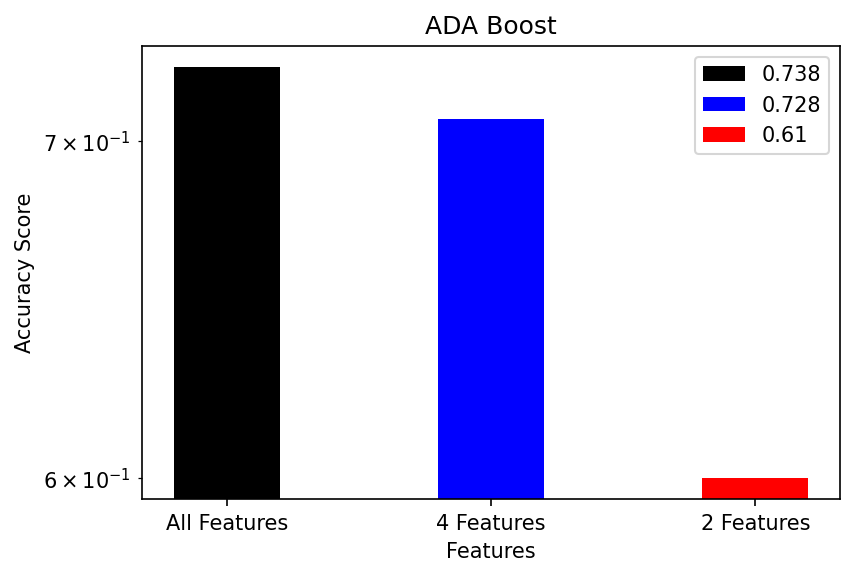 ADA Boost
0.738
0.728
0.61
7 × 10⁻¹
6 × 10⁻¹
Accuracy Score
All Features
4 Features
2 Features
Features